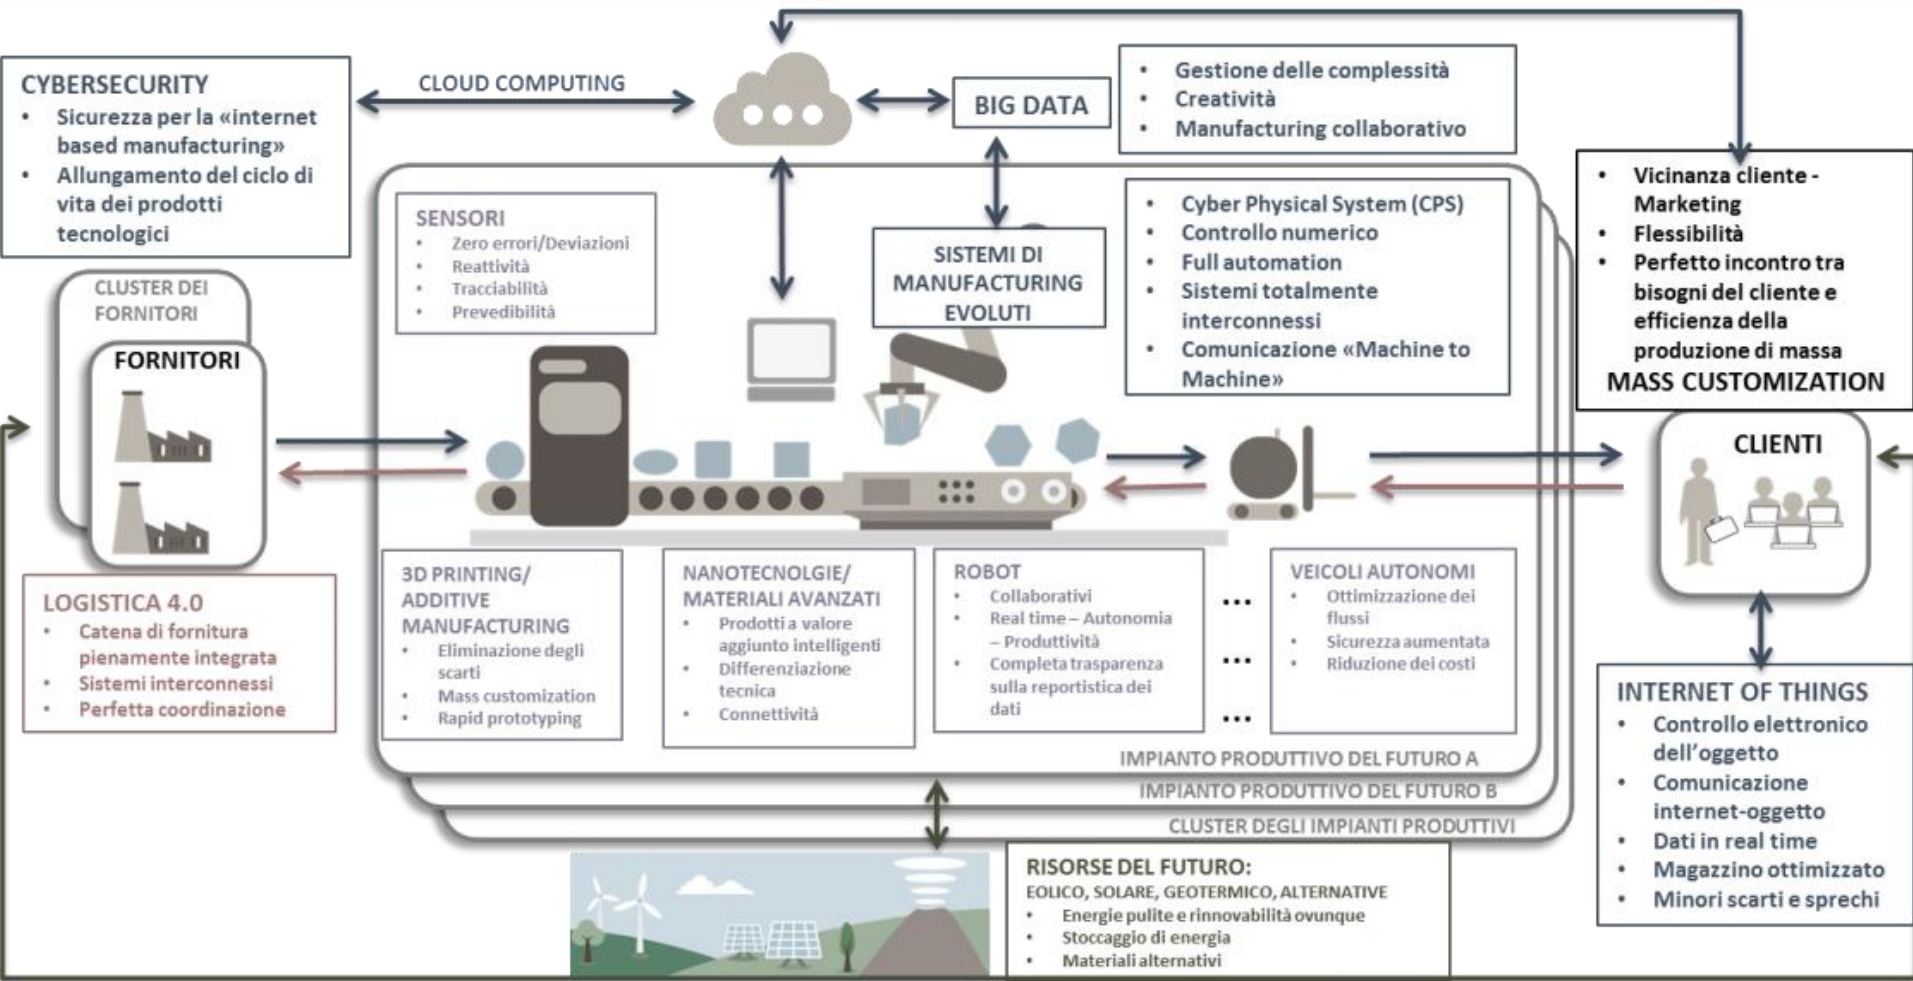 CYBERSECURITY
• Sicurezza per la «internet
based manufacturing»
• Allungamento del ciclo di
vita dei prodotti
tecnologici
CLOUD COMPUTING
BIG DATA
• Gestione delle complessità
• Creatività
• Manufacturing collaborativo
• Vicinanza cliente -
Marketing
• Flessibilità
• Perfetto incontro tra
bisogni del cliente e
efficienza della
produzione di massa
MASS CUSTOMIZATION
SENSORI
• Zero errori/Deviazioni
• Reattività
• Tracciabilità
• Prevedibilità
SISTEMI DI
MANUFACTURING
EVOLUTI
• Cyber Physical System (CPS)
• Controllo numerico
• Full automation
• Sistemi totalmente
interconnessi
• Comunicazione «Machine to
Machine»
CLUSTER DEI
FORNITORI
FORNITORI
CLIENTI
LOGISTICA 4.0
• Catena di fornitura
pienamente integrata
• Sistemi interconnessi
• Perfetta coordinazione
3D PRINTING/
ADDITIVE
MANUFACTURING
• Eliminazione degli
scarti
• Mass customization
• Rapid prototyping
NANOTECNOLGIE/
MATERIALI AVANZATI
• Prodotti a valore
aggiunto intelligenti
• Differenziazione
tecnica
• Connettività
ROBOT
• Collaborativi
• Real time – Autonomia
– Produttività
• Completa trasparenza
sulla reportistica dei
dati
...
...
...
VEICOLI AUTONOMI
• Ottimizzazione dei
flussi
• Sicurezza aumentata
• Riduzione dei costi
INTERNET OF THINGS
• Controllo elettronico
dell'oggetto
• Comunicazione
internet-oggetto
• Dati in real time
• Magazzino ottimizzato
• Minori scarti e sprechi
IMPIANTO PRODUTTIVO DEL FUTURO A
IMPIANTO PRODUTTIVO DEL FUTURO B
CLUSTER DEGLI IMPIANTI PRODUTTIVI
RISORSE DEL FUTURO:
EOLICO, SOLARE, GEOTERMICO, ALTERNATIVE
• Energie pulite e rinnovabilità ovunque
• Stoccaggio di energia
• Materiali alternativi